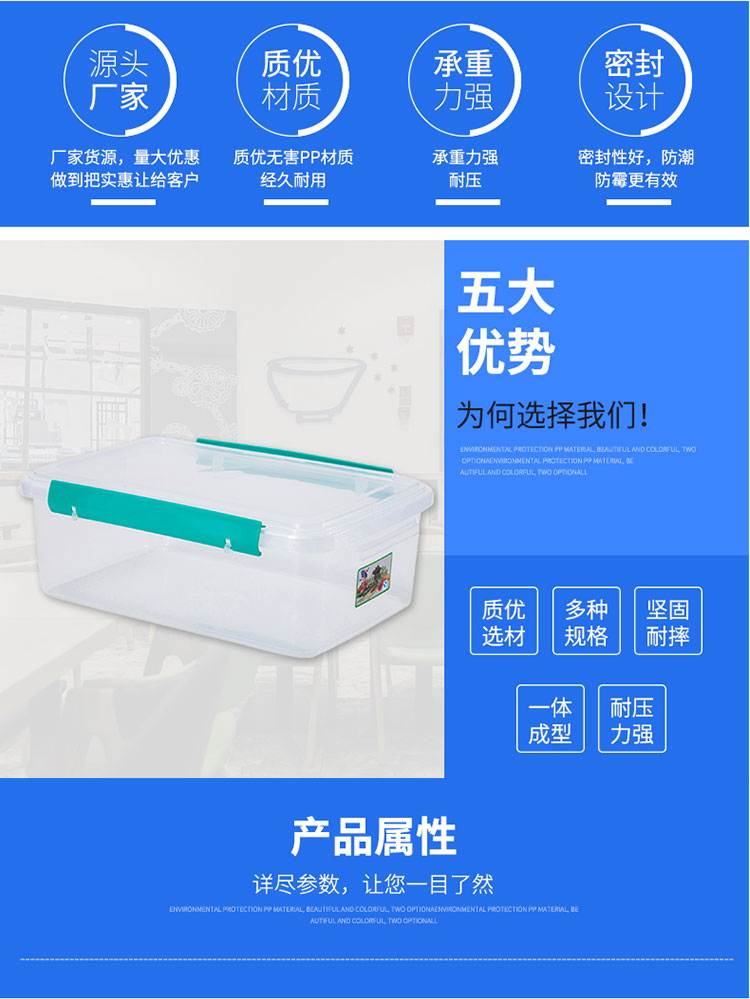 源头
厂家
质优
材质
承重
力强
密封
设计
厂家货源，量大优惠
做到把实惠让给客户
质优无害PP材质
经久耐用
承重力强
耐压
密封性好，防潮
防霉更有效
五大
优势
为何选择我们！
ENVIRONMENTAL PROTECTION PP MATERIAL, BEAUTIFUL AND COLORFUL, TWO
OPTIONAENVIRONMENTAL PROTECTION PP MATERIAL, BE
AUTIFUL AND COLORFUL, TWO OPTIONALL
质优
选材
多种
规格
坚固
耐摔
一体
成型
耐压
力强
产品属性
详尽参数，让您一目了然
ENVIRONMENTAL PROTECTION PP MATERIAL, BEAUTIFUL AND COLORFUL, TWO OPTIONAENVIRONMENTAL PROTECTION PP MATERIAL, BE
AUTIFUL AND COLORFUL, TWO OPTIONALL